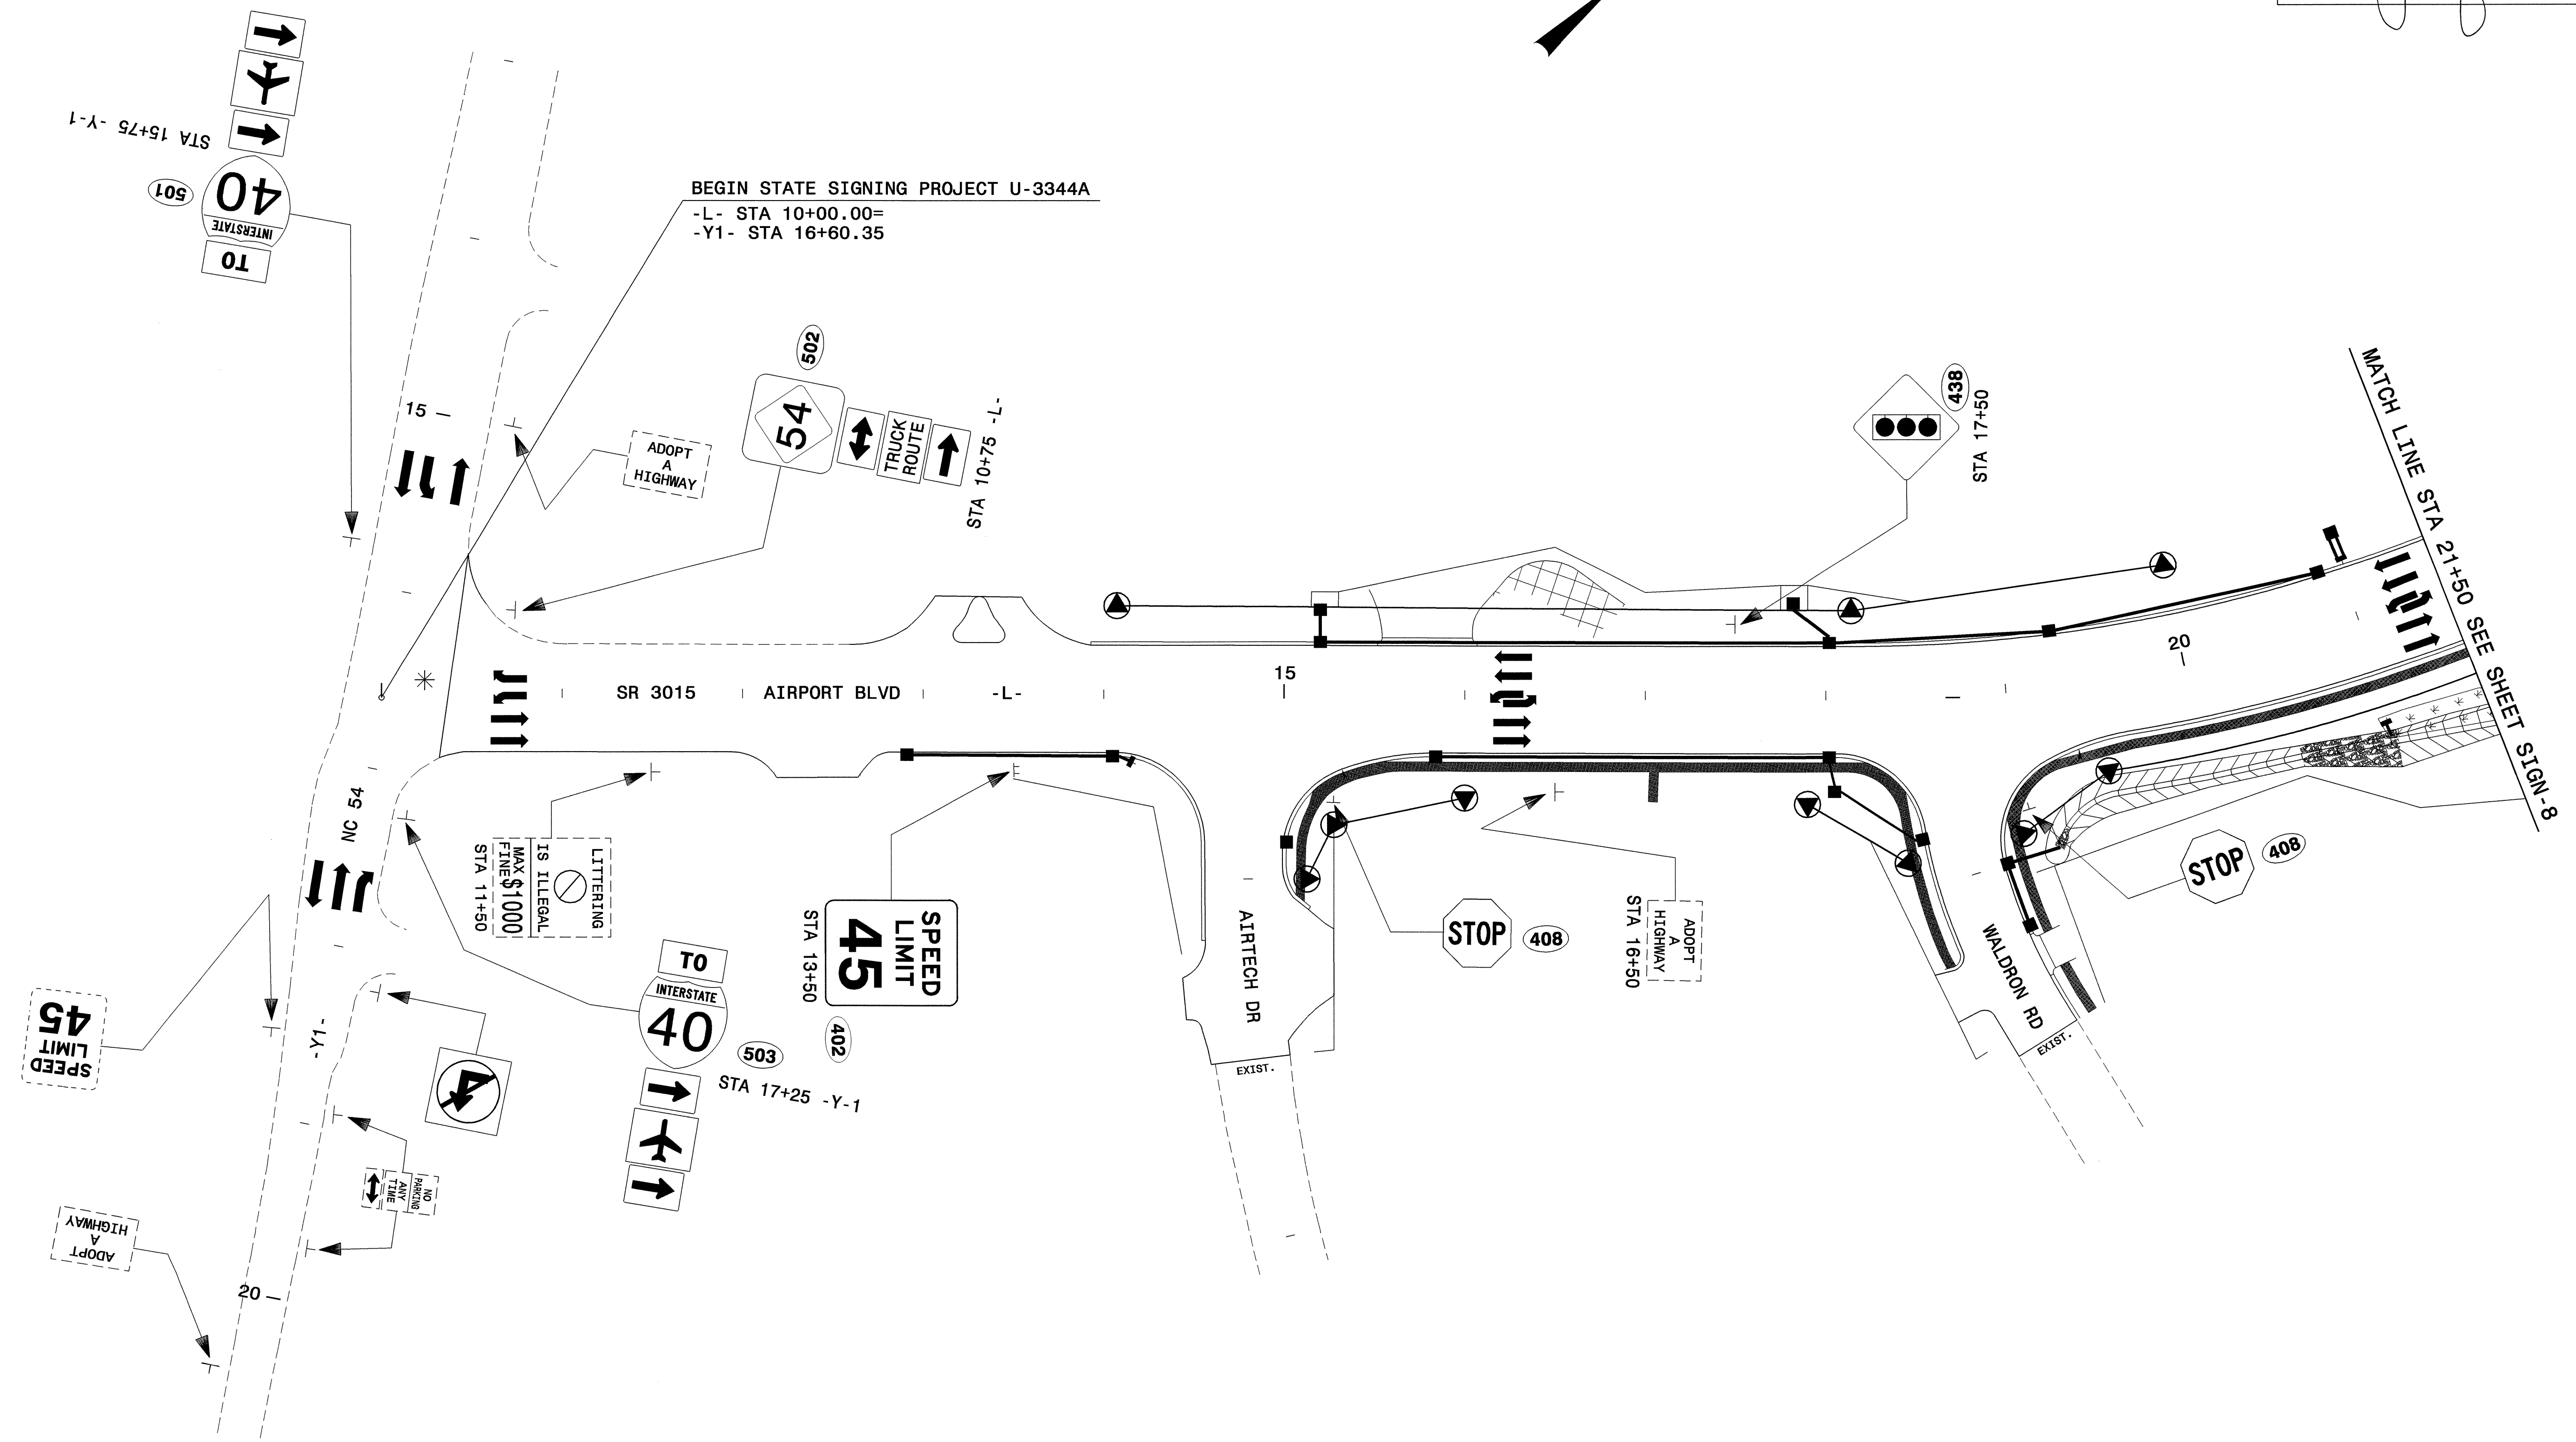 STA 15+75 -Y-1
501
TO
INTERSTATE
40
BEGIN STATE SIGNING PROJECT U-3344A
-L- STA 10+00.00=
-Y1- STA 16+60.35
15
ADOPT
A
HIGHWAY
502
54
TRUCK
ROUTE
STA 10+75 -L-
438
STA 17+50
MATCH LINE STA 21+50 SEE SHEET SIGN-8
SR 3015
AIRPORT BLVD
-L-
15
20
NC 54
LITTERING
IS ILLEGAL
MAX $1000
FINE
STA 11+50
SPEED
LIMIT
45
STA 13+50
402
AIRTECH DR
EXIST.
STOP
408
ADOPT
A
HIGHWAY
STA 16+50
WALDRON RD
EXIST.
STOP
408
TO
INTERSTATE
40
503
STA 17+25 -Y-1
-Y1-
SPEED
LIMIT
45
NO
PARKING
ANY
TIME
ADOPT
A
HIGHWAY
20